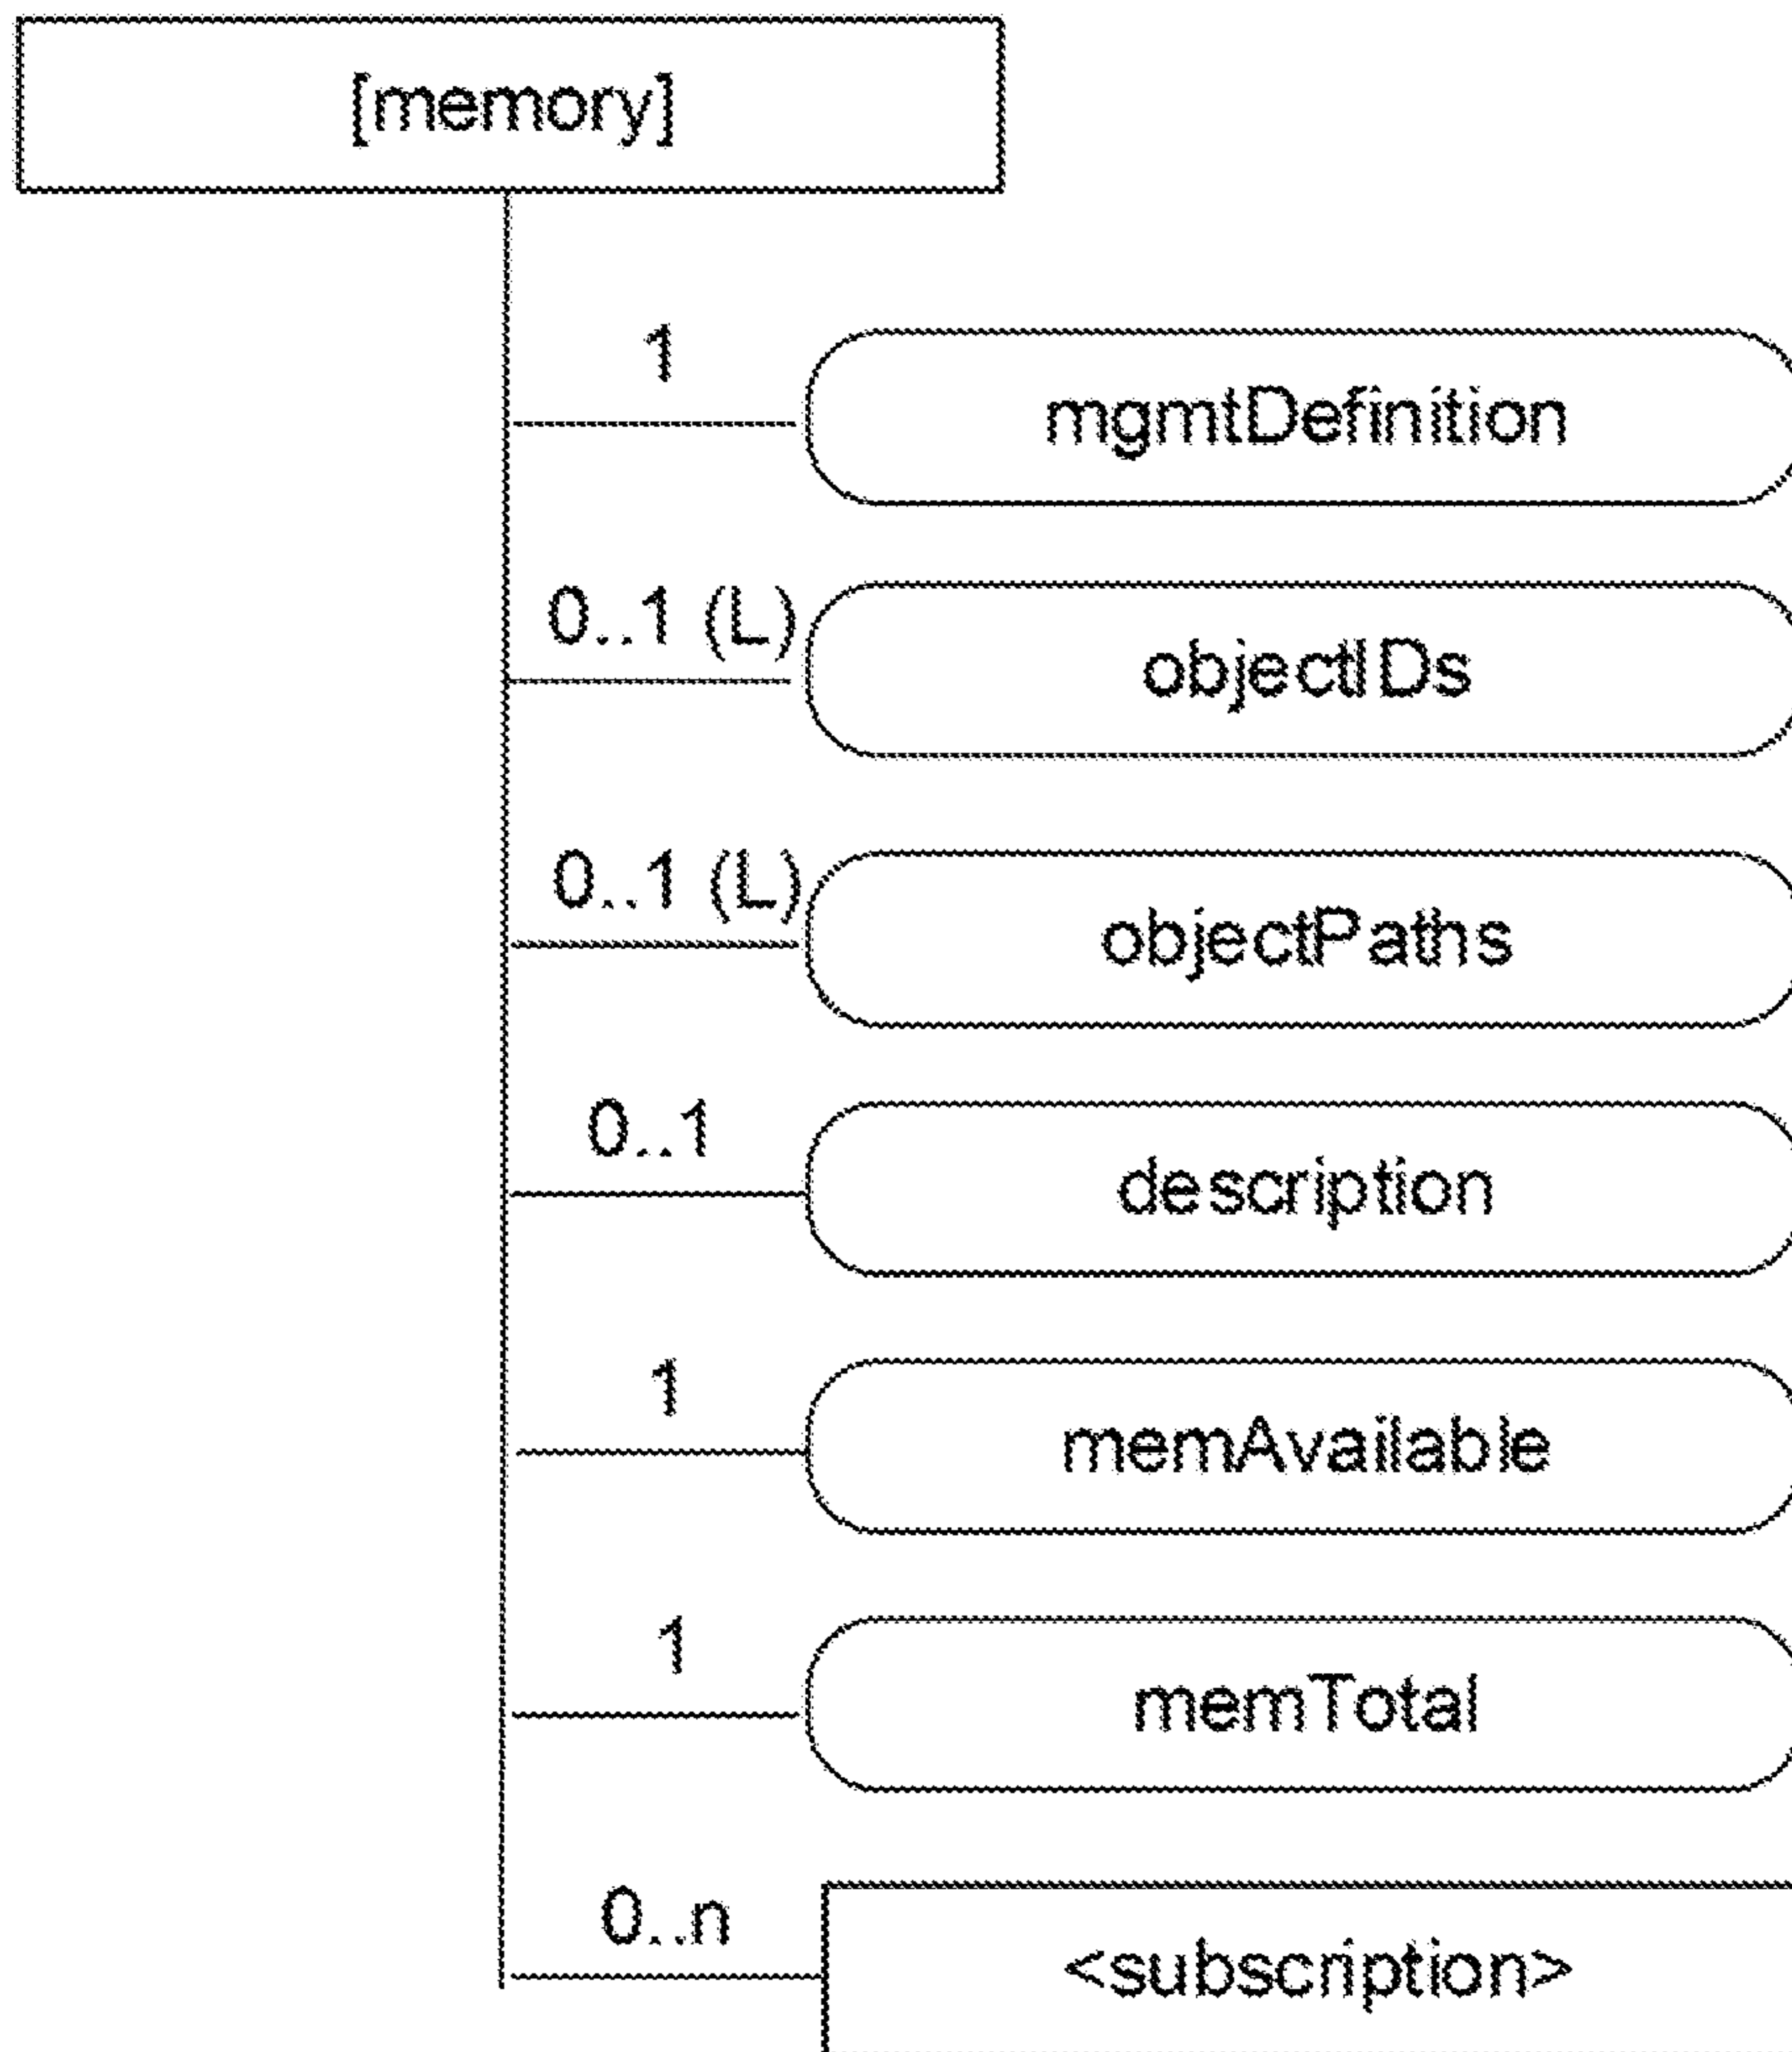 [memory]
1
mgmtDefinition
0..1 (L)
objectIDs
0..1 (L)
objectPaths
0..1
description
1
memAvailable
1
memTotal
0..n
<subscription>